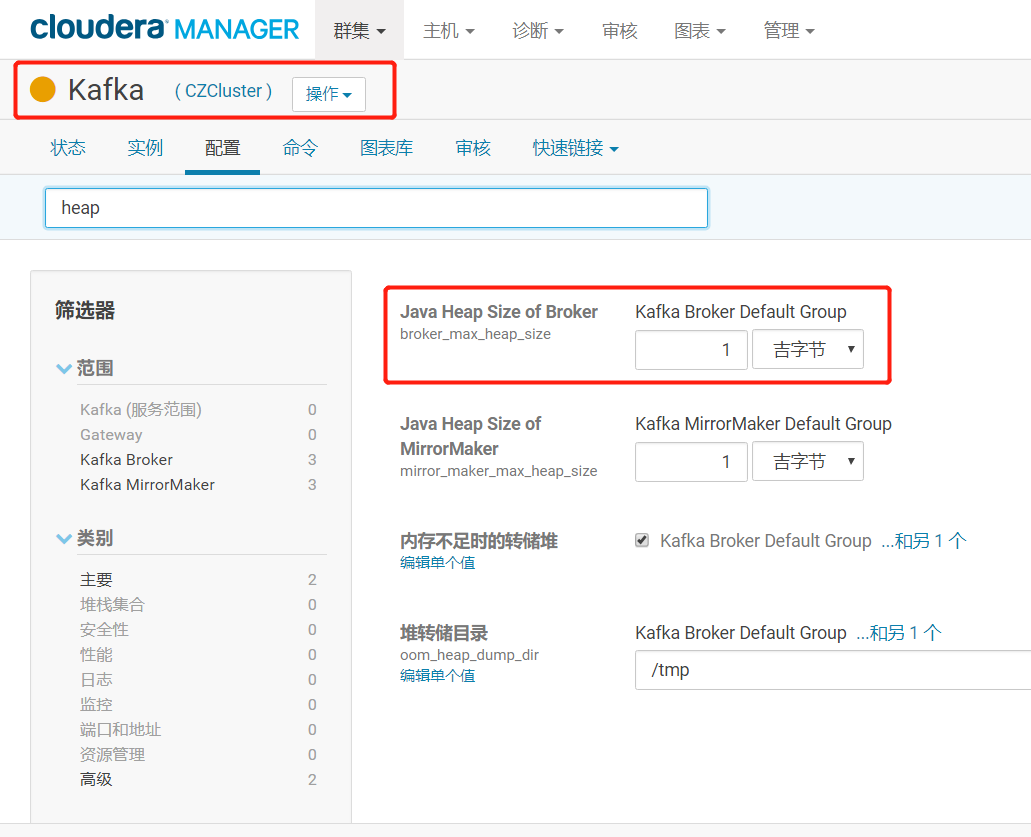 cloudera MANAGER 群集 主机 诊断 审核 图表 管理
Kafka ( CZCluster ) 操作
状态 实例 配置 命令 图表库 审核 快速链接
heap
筛选器
范围
Kafka (服务范围) 0
Gateway 0
Kafka Broker 3
Kafka MirrorMaker 3
类别
主要 2
堆栈集合 0
安全性 0
性能 0
日志 0
监控 0
端口和地址 0
资源管理 0
高级 2
Java Heap Size of Broker
broker_max_heap_size
Kafka Broker Default Group
1 吉字节
Java Heap Size of
MirrorMaker
mirror_maker_max_heap_size
Kafka MirrorMaker Default Group
1 吉字节
内存不足时的转储堆
编辑单个值
Kafka Broker Default Group ...和另 1 个
堆转储目录
oom_heap_dump_dir
编辑单个值
Kafka Broker Default Group ...和另 1 个
/tmp